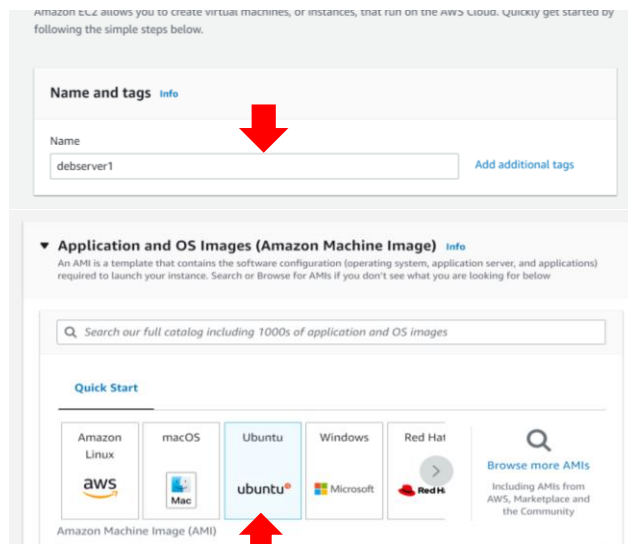 Amazon EC2 allows you to create virtual machines, or instances, that run on the AWS Cloud. Quickly get started by
following the simple steps below.
Name and tags Info
Name
debserver1
Add additional tags
Application and OS Images (Amazon Machine Image) Info
An AMI is a template that contains the software configuration (operating system, application server, and applications)
required to launch your instance. Search or Browse for AMIs if you don't see what you are looking for below
Search our full catalog including 1000s of application and OS images
Quick Start
Amazon
Linux
aws
macOS
Mac
Ubuntu
ubuntu
Windows
Microsoft
Red Hat
Red H
Browse more AMIs
Including AMIs from
AWS, Marketplace and
the Community
Amazon Machine Image (AMI)